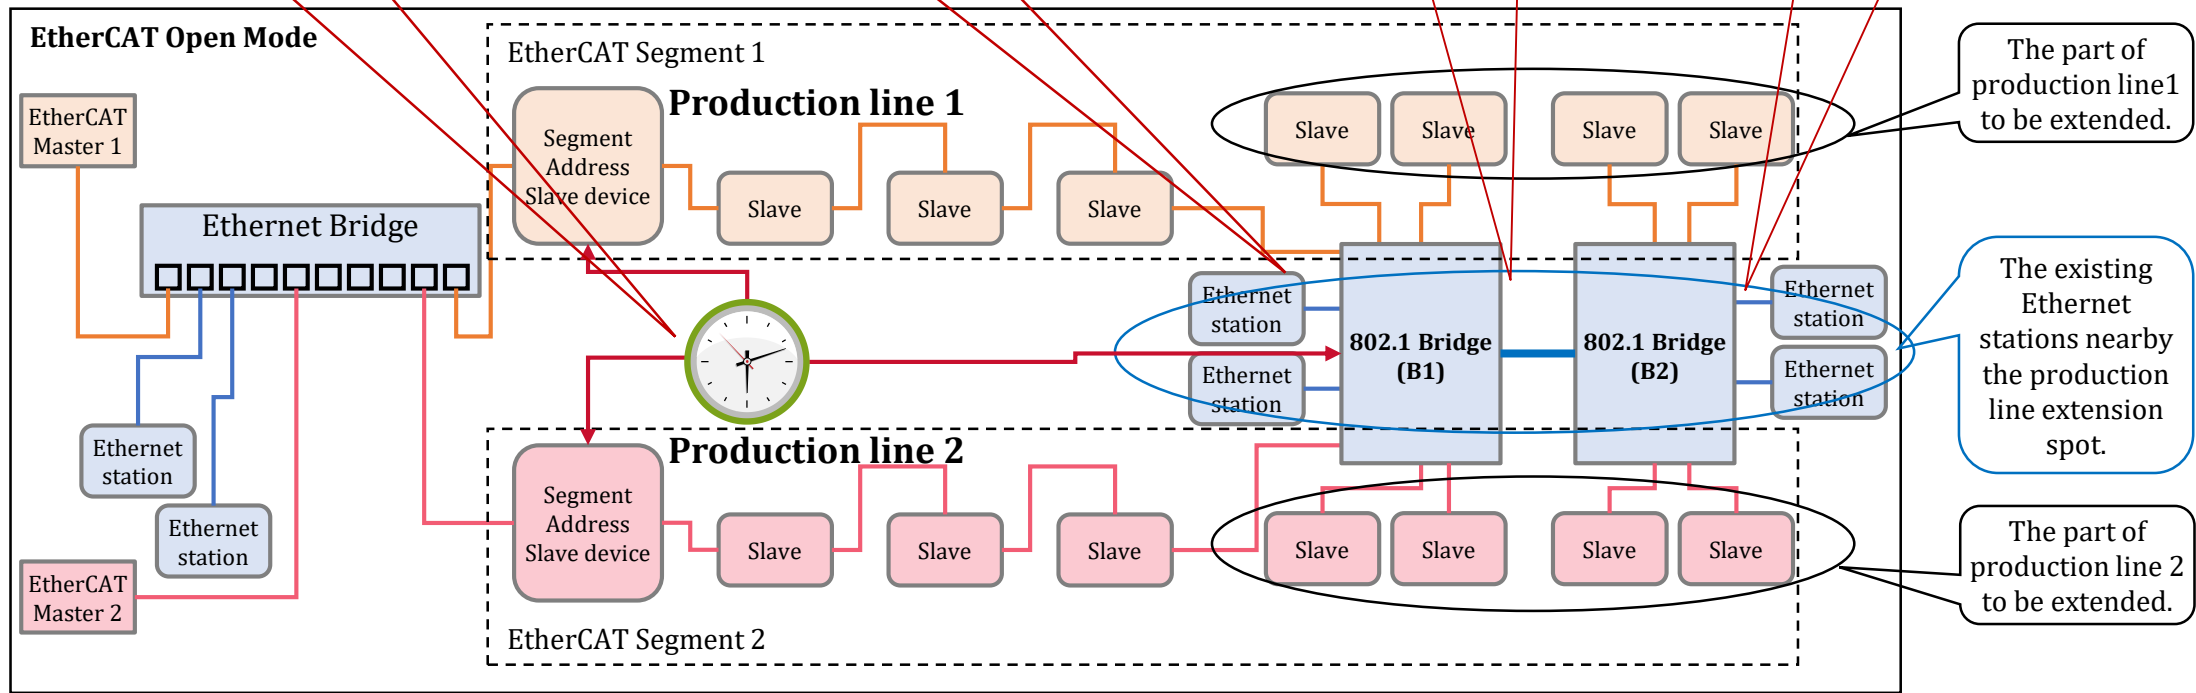 EtherCAT Open Mode
EtherCAT Segment 1
Production line 1
EtherCAT
Master 1
Segment
Address
Slave device
Slave
Slave
Slave
Slave
Slave
Slave
Slave
The part of
production line1
to be extended.
Ethernet Bridge
Ethernet
station
Ethernet
station
802.1 Bridge
(B1)
802.1 Bridge
(B2)
Ethernet
station
Ethernet
station
The existing
Ethernet
stations nearby
the production
line extension
spot.
Ethernet
station
Ethernet
station
EtherCAT
Master 2
Production line 2
Segment
Address
Slave device
Slave
Slave
Slave
Slave
Slave
Slave
Slave
EtherCAT Segment 2
The part of
production line 2
to be extended.